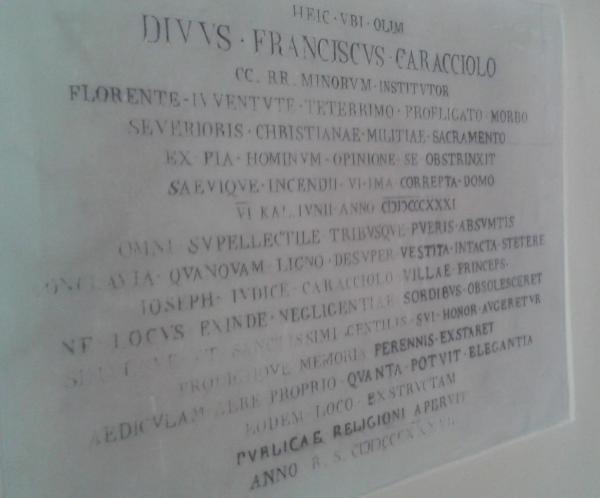 HEIC · VBI · OLIM
DIVVS · FRANCISCVS · CARACCIOLO
CC. RR. MINORVM · INSTITVTOR
FLORENTE · IVVENTVTE · TETERRIMO · PROFLIGATO · MORBO
SEVERIORIS · CHRISTIANAE · MILITIAE · SACRAMENTO
EX · PIA · HOMINVM · OPINIONE · SE · OBSTRINXIT
SAEVIQVE · INCENDII · VI · IMA · CORREPTA · DOMO
VI KAL. IVNII ANNO
OMNI SVPELLECTILE TRIBVSQVE PVERIS · ABSVMTIS
QVANQVAM LIGNO · DESVPER VESTITA · INTACTA · STETERE
IOSEPH · IVDICE · CARACCIOLO · VILLAE · PRINCEPS ·
NE LOCVS EXINDE · NEGLIGENTIAE SORDIBVS · OBSOLESCERET
SANCTISSIMI GENTILIS · SVI · HONOR · AVGERETVR
MEMORIA PERENNIS · EXSTARET
AEDICVLAM AERE PROPRIO · QVANTA · POTVIT · ELEGANTIA
EODEM LOCO · EXSTRVCTAM
PVBLICAE RELIGIONI APERVIT
ANNO R. S.